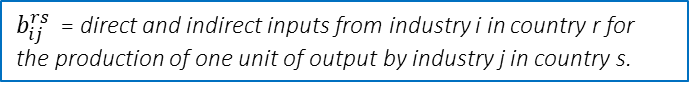 b_{ij}^{rs} = direct and indirect inputs from industry i in country r for
the production of one unit of output by industry j in country s.